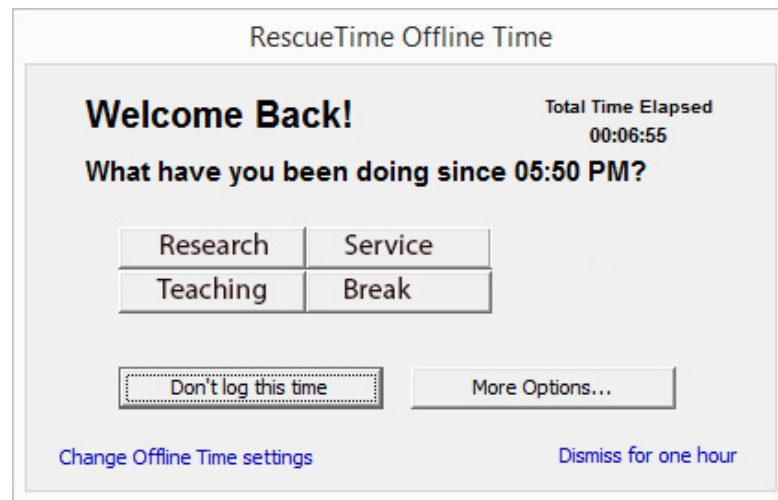 RescueTime Offline Time
Welcome Back!
Total Time Elapsed
00:06:55
What have you been doing since 05:50 PM?
Research Service
Teaching Break
Don't log this time More Options...
Change Offline Time settings Dismiss for one hour